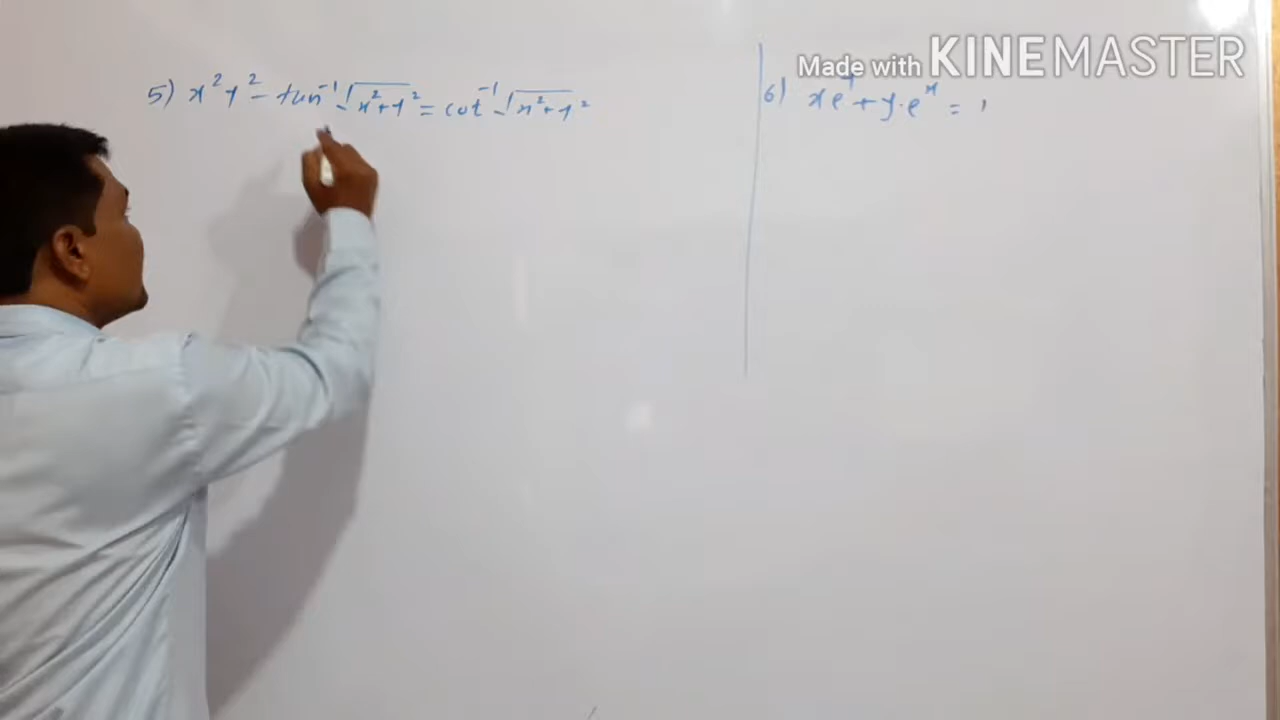 Made with KINEMASTER
5) x² y² - tan⁻¹ √x²+y² = cot⁻¹ √x²+y²
6) xe^y + y.e^x = 1